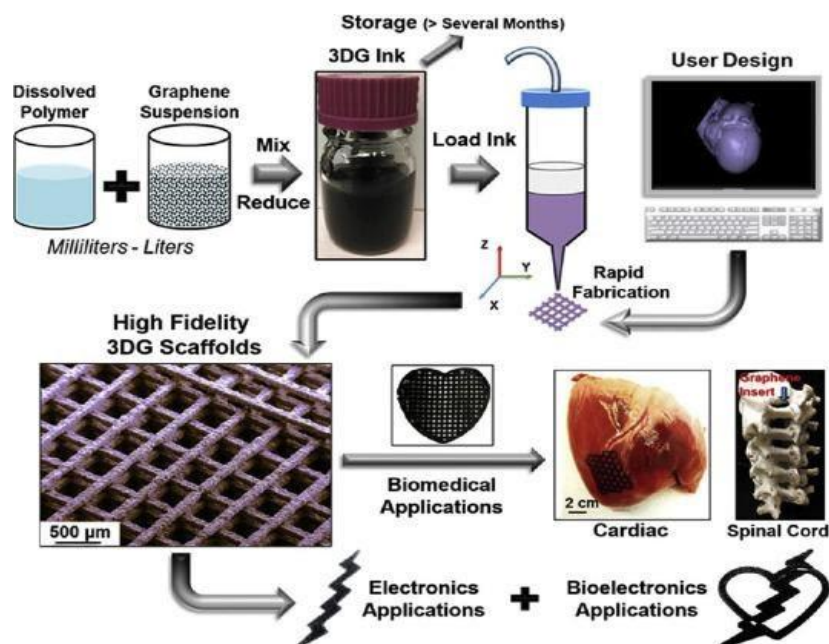 Storage (> Several Months)
3DG Ink
User Design
Dissolved
Polymer
Graphene
Suspension
Mix
Reduce
Load Ink
Milliliters - Liters
Z
Y
X
Rapid
Fabrication
High Fidelity
3DG Scaffolds
500 µm
Biomedical
Applications
Graphene
Insert
2 cm
Cardiac
Spinal Cord
Electronics
Applications
Bioelectronics
Applications